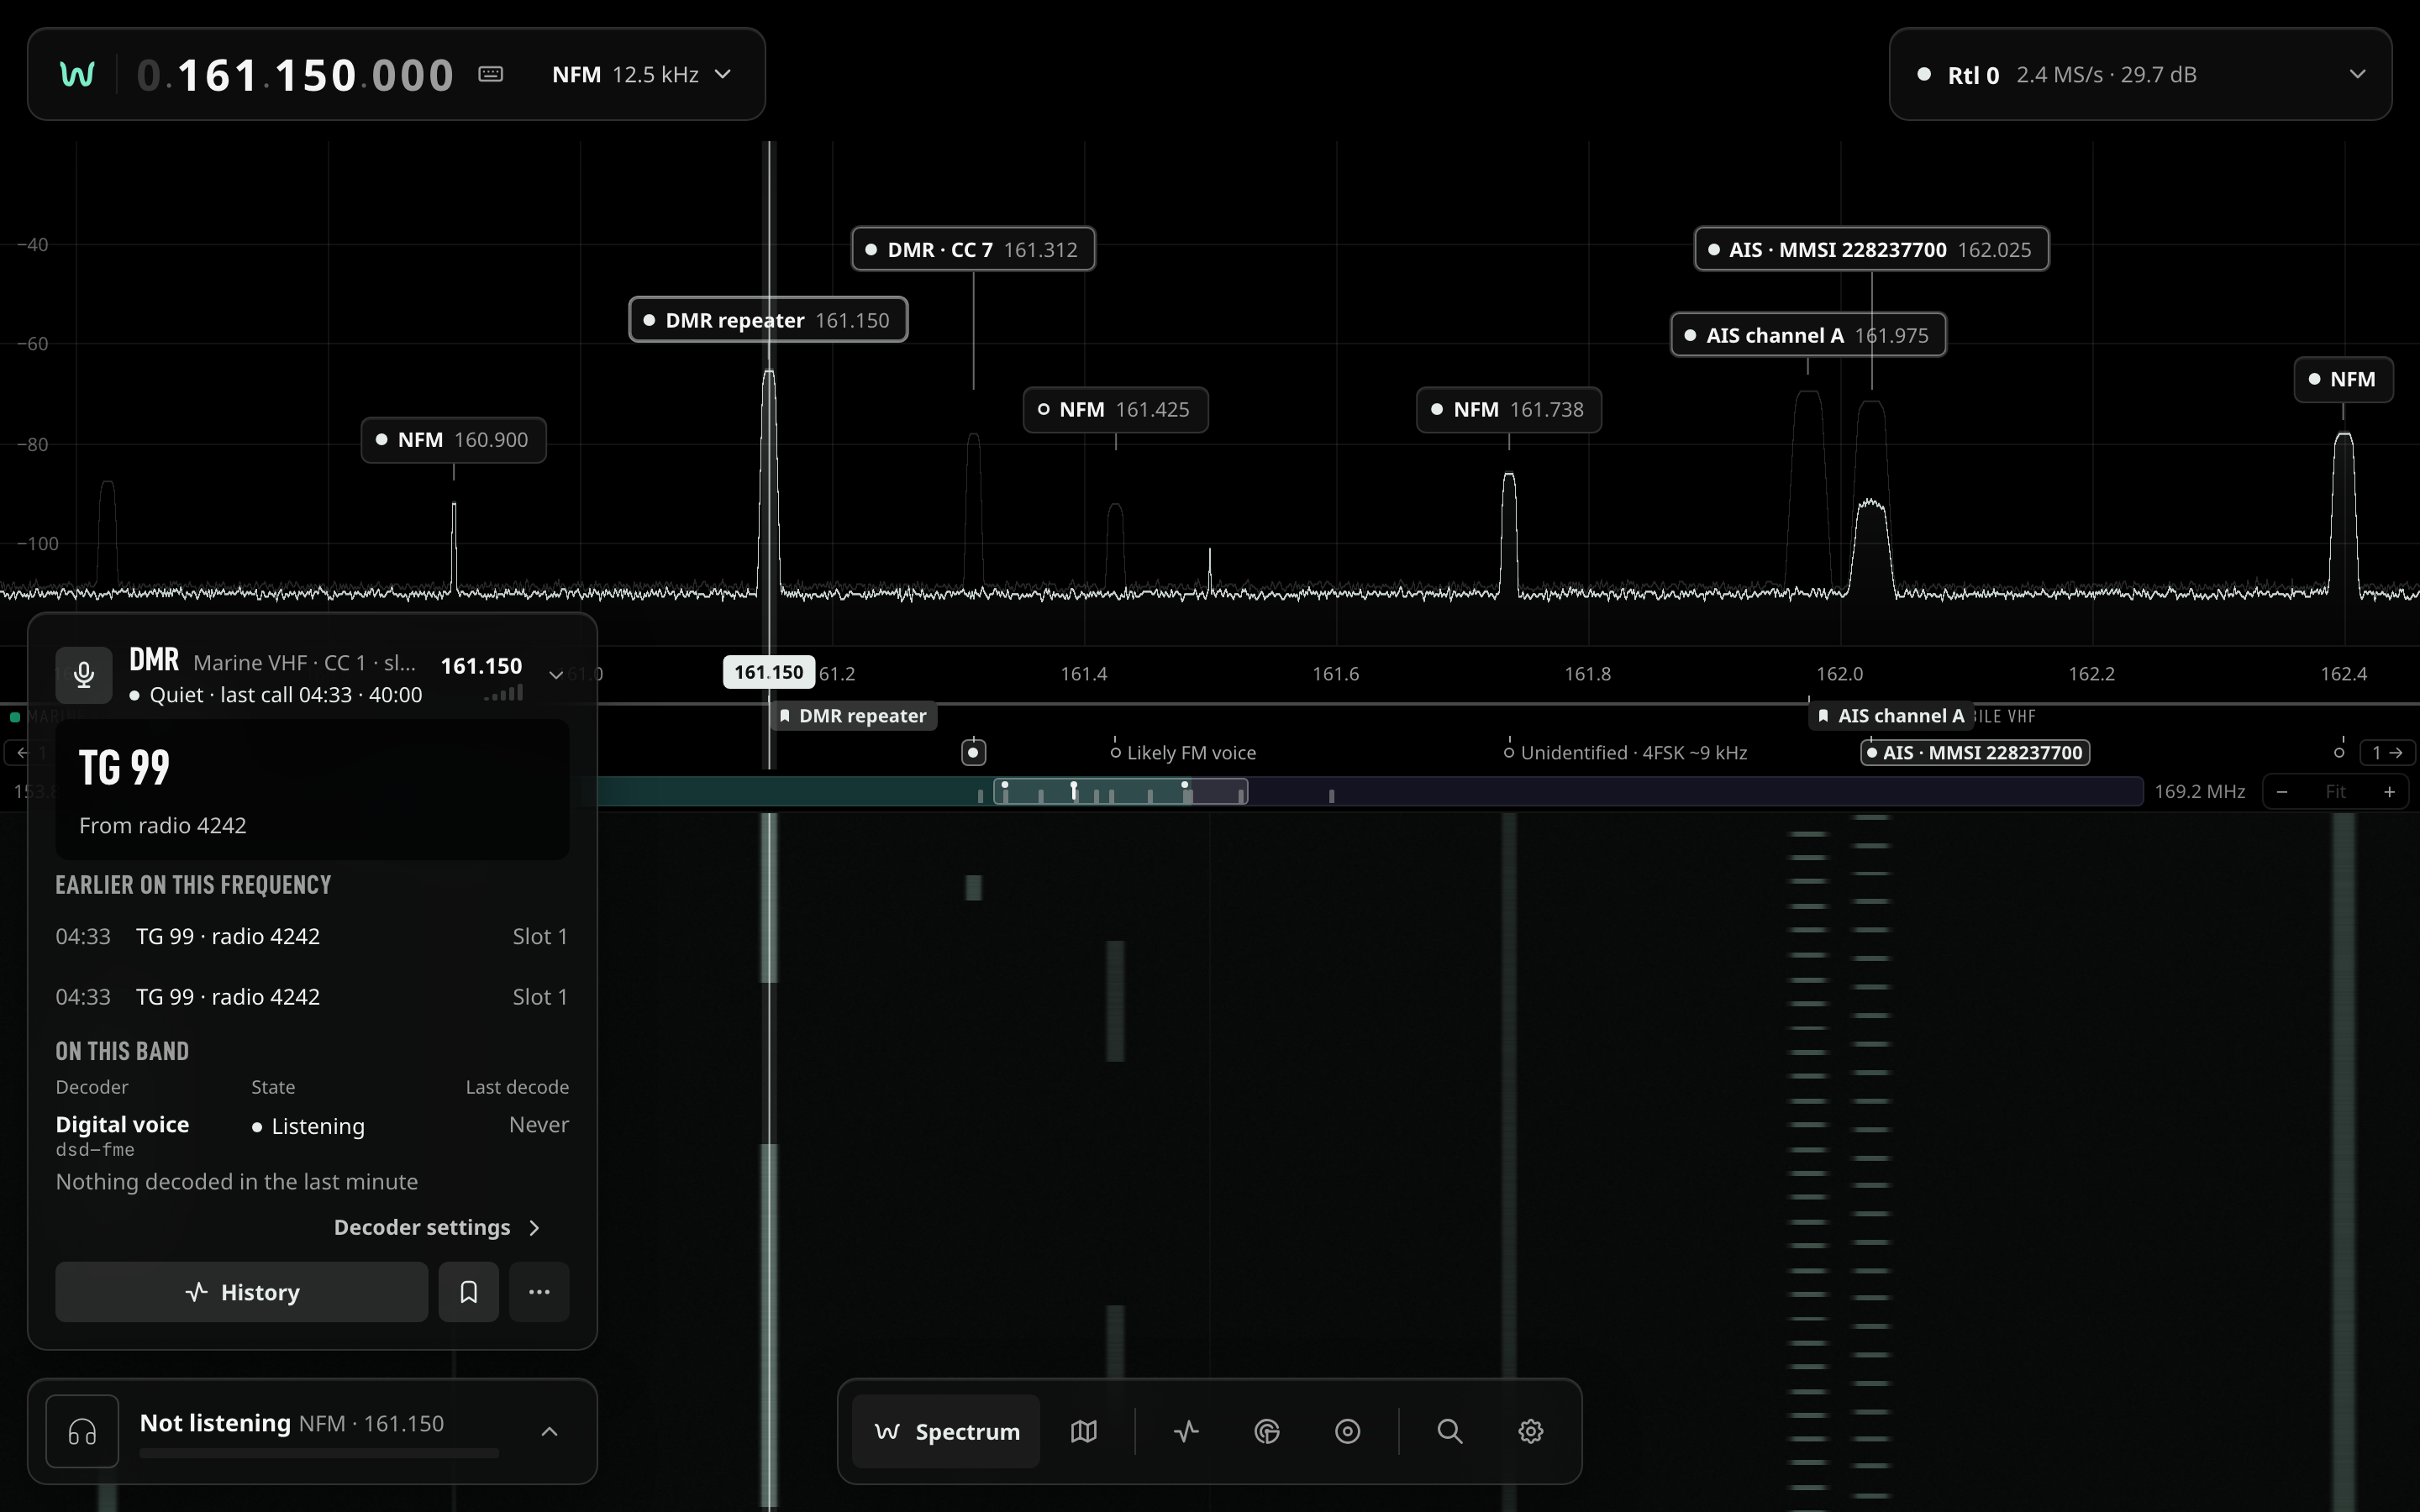 0.161.150.000 NFM 12.5 kHz
Rtl 0 2.4 MS/s · 29.7 dB
−40
DMR · CC 7 161.312
AIS · MMSI 228237700 162.025
DMR repeater 161.150
AIS channel A 161.975
−60
NFM
NFM 161.425
NFM 161.738
NFM 160.900
−80
−100
161.150
61.2
161.4
161.6
161.8
162.0
162.2
162.4
DMR Marine VHF · CC 1 · sl... 161.150
Quiet · last call 04:33 · 40:00
DMR repeater
AIS channel A
VHF
Likely FM voice
Unidentified · 4FSK ~9 kHz
AIS · MMSI 228237700
1 →
169.2 MHz
− Fit +
TG 99
From radio 4242
EARLIER ON THIS FREQUENCY
04:33 TG 99 · radio 4242 Slot 1
04:33 TG 99 · radio 4242 Slot 1
ON THIS BAND
Decoder State Last decode
Digital voice Listening Never
dsd-fme
Nothing decoded in the last minute
Decoder settings
History
Not listening NFM · 161.150
Spectrum